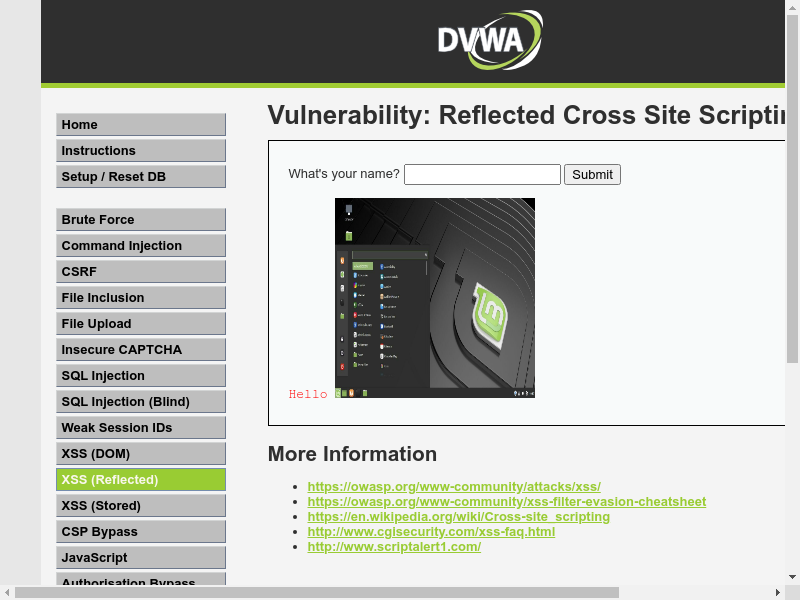 DVWA
Home
Instructions
Setup / Reset DB
Brute Force
Command Injection
CSRF
File Inclusion
File Upload
Insecure CAPTCHA
SQL Injection
SQL Injection (Blind)
Weak Session IDs
XSS (DOM)
XSS (Reflected)
XSS (Stored)
CSP Bypass
JavaScript
Authorisation Bypass
Vulnerability: Reflected Cross Site Scriptin
What's your name? Submit
Hello
More Information
https://owasp.org/www-community/attacks/xss/
https://owasp.org/www-community/xss-filter-evasion-cheatsheet
https://en.wikipedia.org/wiki/Cross-site_scripting
http://www.cgisecurity.com/xss-faq.html
http://www.scriptalert1.com/